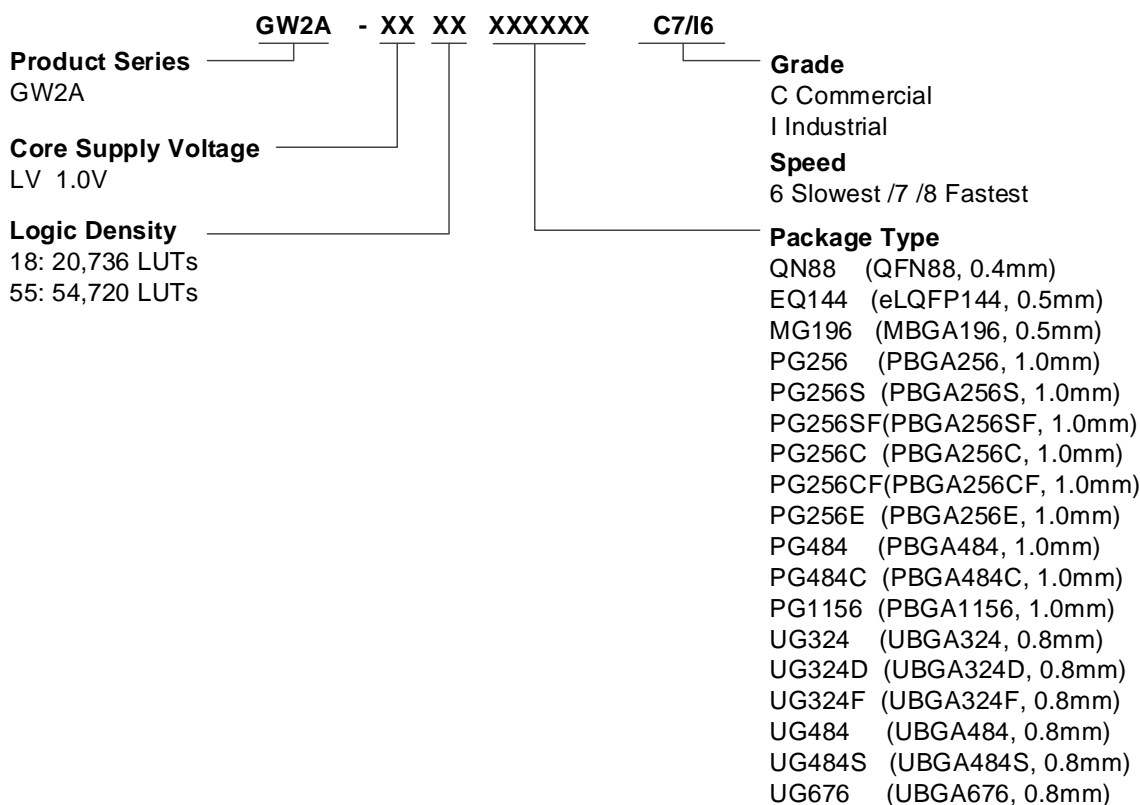 GW2A - XX XX XXXXXX C7/I6
Product Series
GW2A
Core Supply Voltage
LV 1.0V
Logic Density
18: 20,736 LUTs
55: 54,720 LUTs
Grade
C Commercial
I Industrial
Speed
6 Slowest /7 /8 Fastest
Package Type
QN88 (QFN88, 0.4mm)
EQ144 (eLQFP144, 0.5mm)
MG196 (MBGA196, 0.5mm)
PG256 (PBGA256, 1.0mm)
PG256S (PBGA256S, 1.0mm)
PG256SF(PBGA256SF, 1.0mm)
PG256C (PBGA256C, 1.0mm)
PG256CF(PBGA256CF, 1.0mm)
PG256E (PBGA256E, 1.0mm)
PG484 (PBGA484, 1.0mm)
PG484C (PBGA484C, 1.0mm)
PG1156 (PBGA1156, 1.0mm)
UG324 (UBGA324, 0.8mm)
UG324D (UBGA324D, 0.8mm)
UG324F (UBGA324F, 0.8mm)
UG484 (UBGA484, 0.8mm)
UG484S (UBGA484S, 0.8mm)
UG676 (UBGA676, 0.8mm)